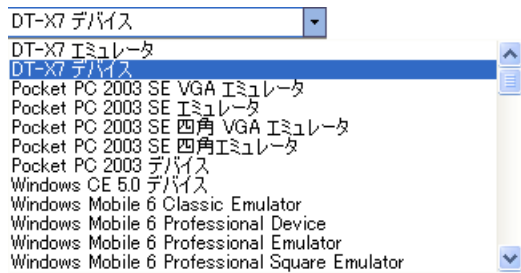 DT-X7 デバイス
DT-X7 エミュレータ
DT-X7 デバイス
Pocket PC 2003 SE VGA エミュレータ
Pocket PC 2003 SE エミュレータ
Pocket PC 2003 SE 四角 VGA エミュレータ
Pocket PC 2003 SE 四角エミュレータ
Pocket PC 2003 デバイス
Windows CE 5.0 デバイス
Windows Mobile 6 Classic Emulator
Windows Mobile 6 Professional Device
Windows Mobile 6 Professional Emulator
Windows Mobile 6 Professional Square Emulator